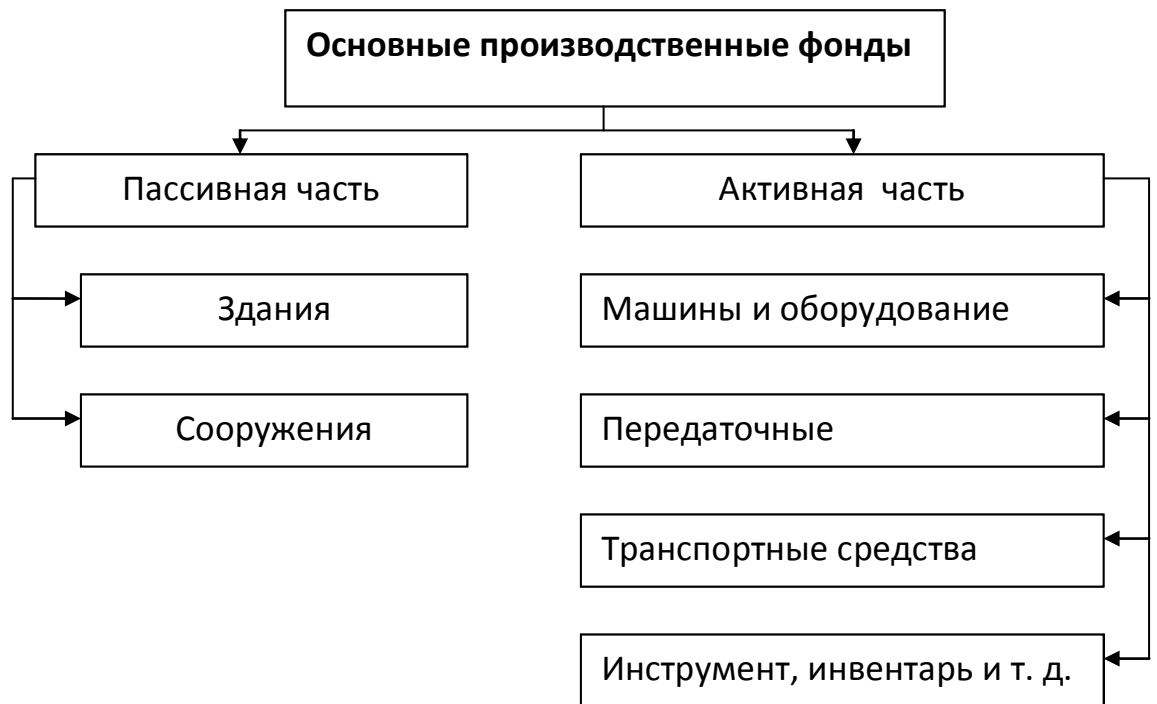 Основные производственные фонды
Пассивная часть
Активная часть
Здания
Машины и оборудование
Сооружения
Передаточные
Транспортные средства
Инструмент, инвентарь и т. д.